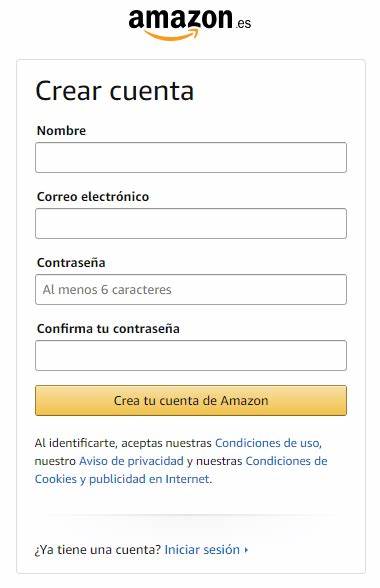 amazon.es
Crear cuenta
Nombre
Correo electrónico
Contraseña
Al menos 6 caracteres
Confirma tu contraseña
Crea tu cuenta de Amazon
Al identificarte, aceptas nuestras Condiciones de uso,
nuestro Aviso de privacidad y nuestras Condiciones de
Cookies y publicidad en Internet.
¿Ya tiene una cuenta? Iniciar sesión